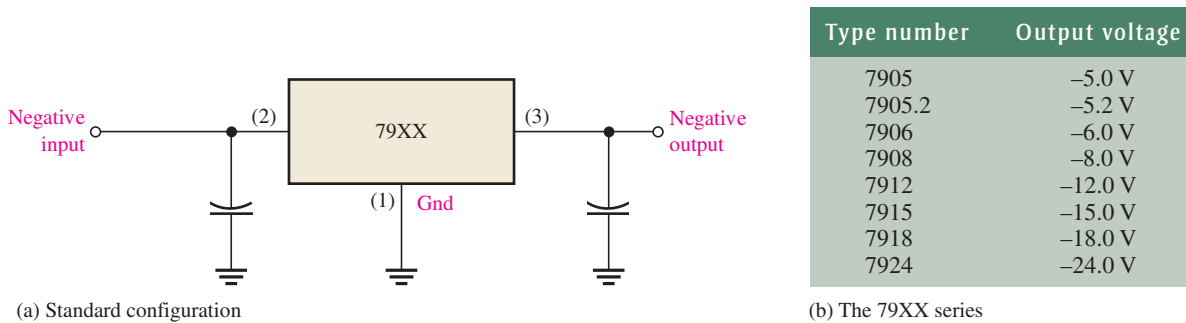 Negative
input
(2)
79XX
(3)
Negative
output
(1) Gnd
(a) Standard configuration
Type number Output voltage
7905 –5.0 V
7905.2 –5.2 V
7906 –6.0 V
7908 –8.0 V
7912 –12.0 V
7915 –15.0 V
7918 –18.0 V
7924 –24.0 V
(b) The 79XX series